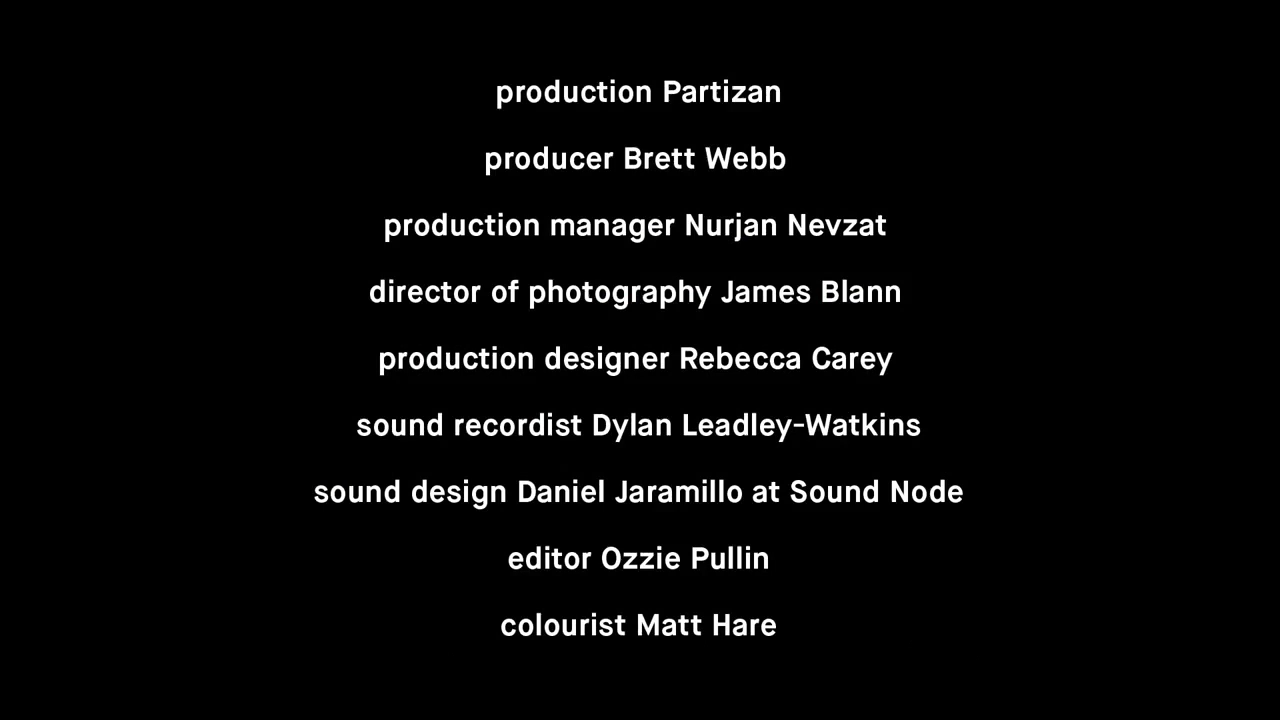 production Partizan
producer Brett Webb
production manager Nurjan Nevzat
director of photography James Blann
production designer Rebecca Carey
sound recordist Dylan Leadley-Watkins
sound design Daniel Jaramillo at Sound Node
editor Ozzie Pullin
colourist Matt Hare